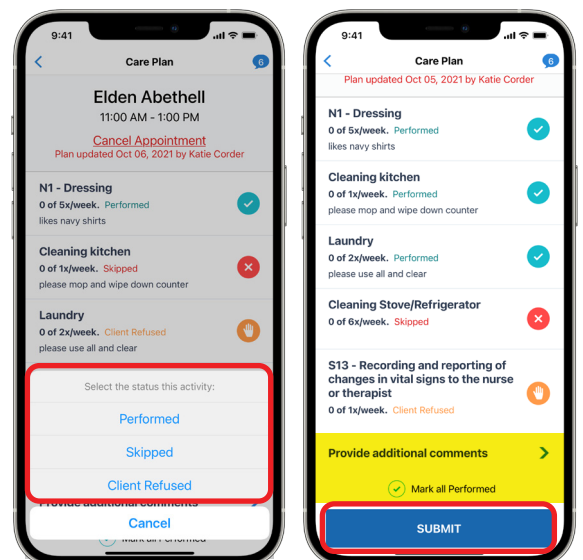 9:41
Care Plan
6
Elden Abethell
11:00 AM - 1:00 PM
Cancel Appointment
Plan updated Oct 06, 2021 by Katie Corder
N1 - Dressing
0 of 5x/week. Performed
likes navy shirts
Cleaning kitchen
0 of 1x/week. Skipped
please mop and wipe down counter
Laundry
0 of 2x/week. Client Refused
please use all and clear
Select the status this activity:
Performed
Skipped
Client Refused
Provide additional comments
Cancel
Mark all Performed
9:41
Care Plan
6
Plan updated Oct 05, 2021 by Katie Corder
N1 - Dressing
0 of 5x/week. Performed
likes navy shirts
Cleaning kitchen
0 of 1x/week. Performed
please mop and wipe down counter
Laundry
0 of 2x/week. Performed
please use all and clear
Cleaning Stove/Refrigerator
0 of 6x/week. Skipped
S13 - Recording and reporting of
changes in vital signs to the nurse
or therapist
0 of 1x/week. Client Refused
Provide additional comments
Mark all Performed
SUBMIT